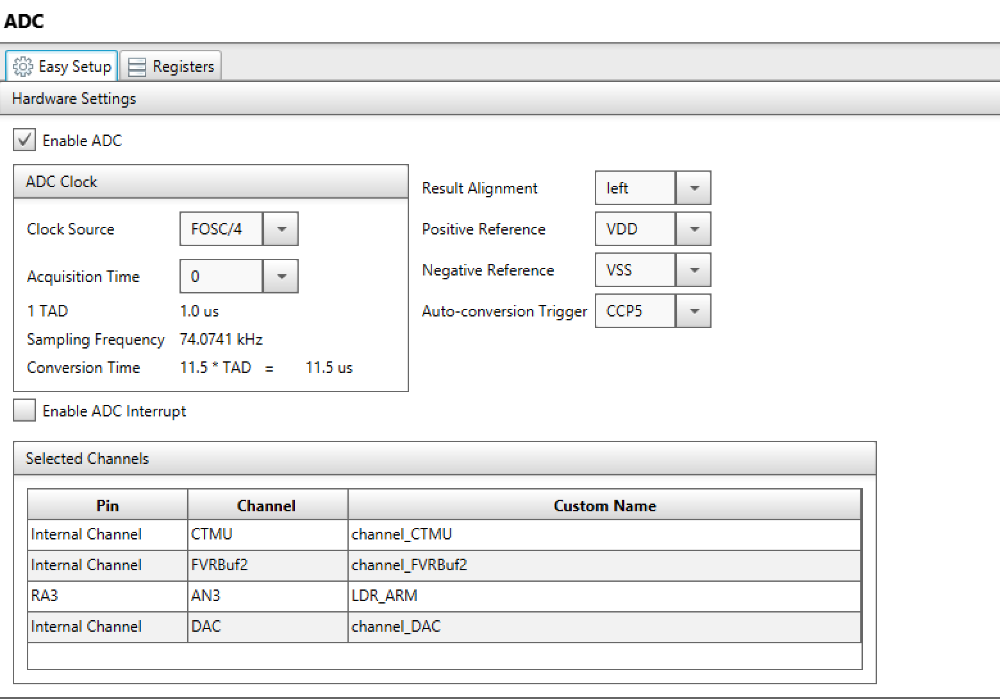 ADC
Easy Setup
Registers
Hardware Settings
Enable ADC
ADC Clock
Clock Source FOSC/4
Acquisition Time 0
1 TAD 1.0 us
Sampling Frequency 74.0741 kHz
Conversion Time 11.5 * TAD = 11.5 us
Result Alignment left
Positive Reference VDD
Negative Reference VSS
Auto-conversion Trigger CCP5
Enable ADC Interrupt
Selected Channels
Pin Channel Custom Name
Internal Channel CTMU channel_CTMU
Internal Channel FVRBuf2 channel_FVRBuf2
RA3 AN3 LDR_ARM
Internal Channel DAC channel_DAC